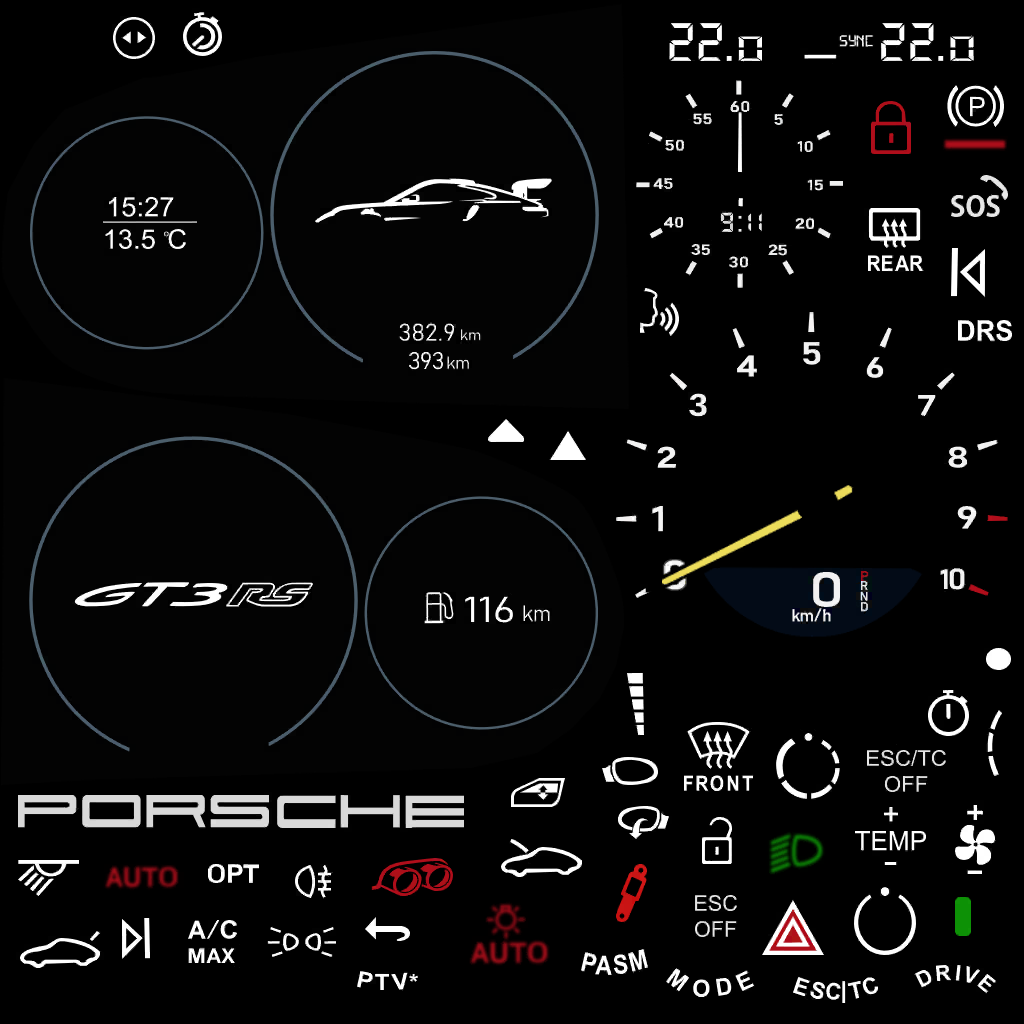 22.0
SYNC 22.0
60
55
5
50
10
45
15
40
9:11
20
35
25
30
P
SOS
REAR
DRS
15:27
13.5 °C
382.9 km
393 km
4
5
6
3
7
2
8
1
9
0
10
0
km/h
P
R
N
D
GT3 RS
116 km
FRONT
ESC/TC
OFF
PORSCHE
+
TEMP
-
+
-
AUTO
OPT
A/C
MAX
PTV*
AUTO
PASM
ESC
OFF
MODE
ESC|TC
DRIVE